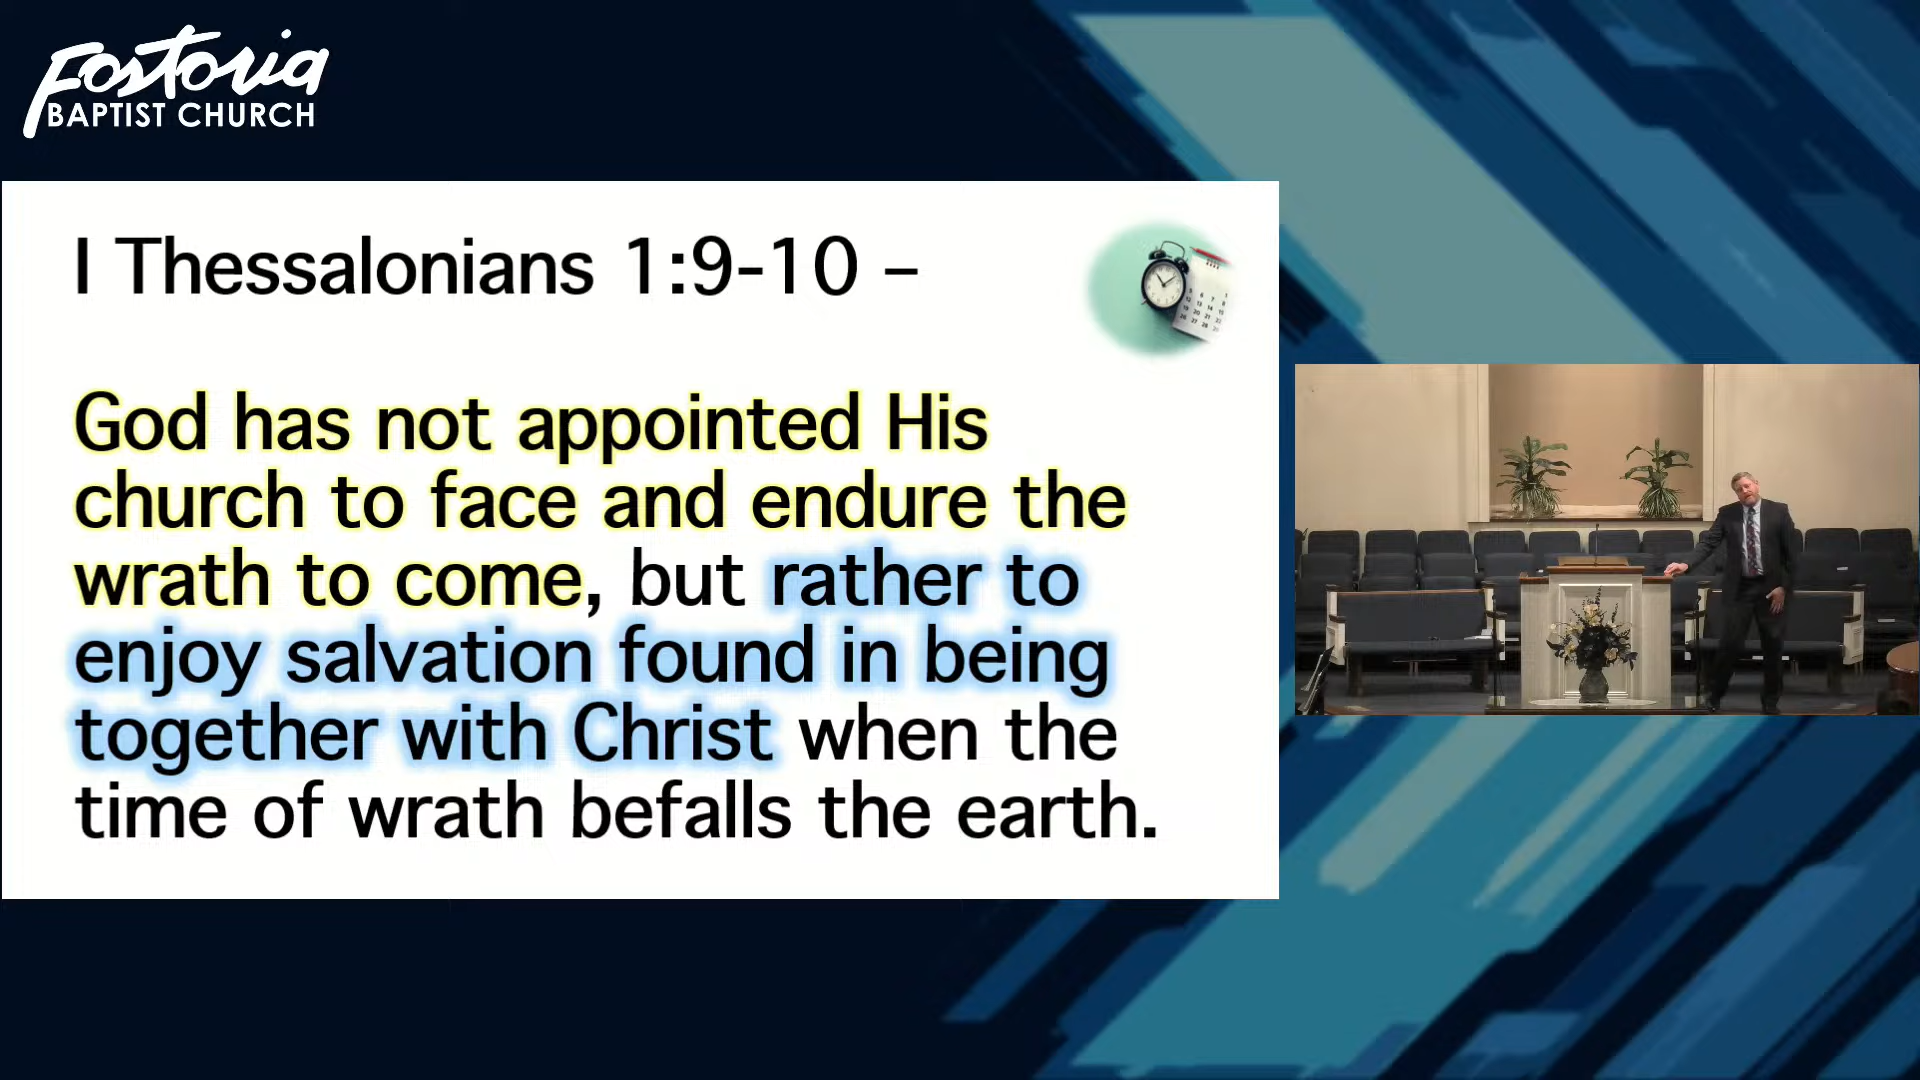 Fostoria
BAPTIST CHURCH
I Thessalonians 1:9-10 –
God has not appointed His
church to face and endure the
wrath to come, but rather to
enjoy salvation found in being
together with Christ when the
time of wrath befalls the earth.